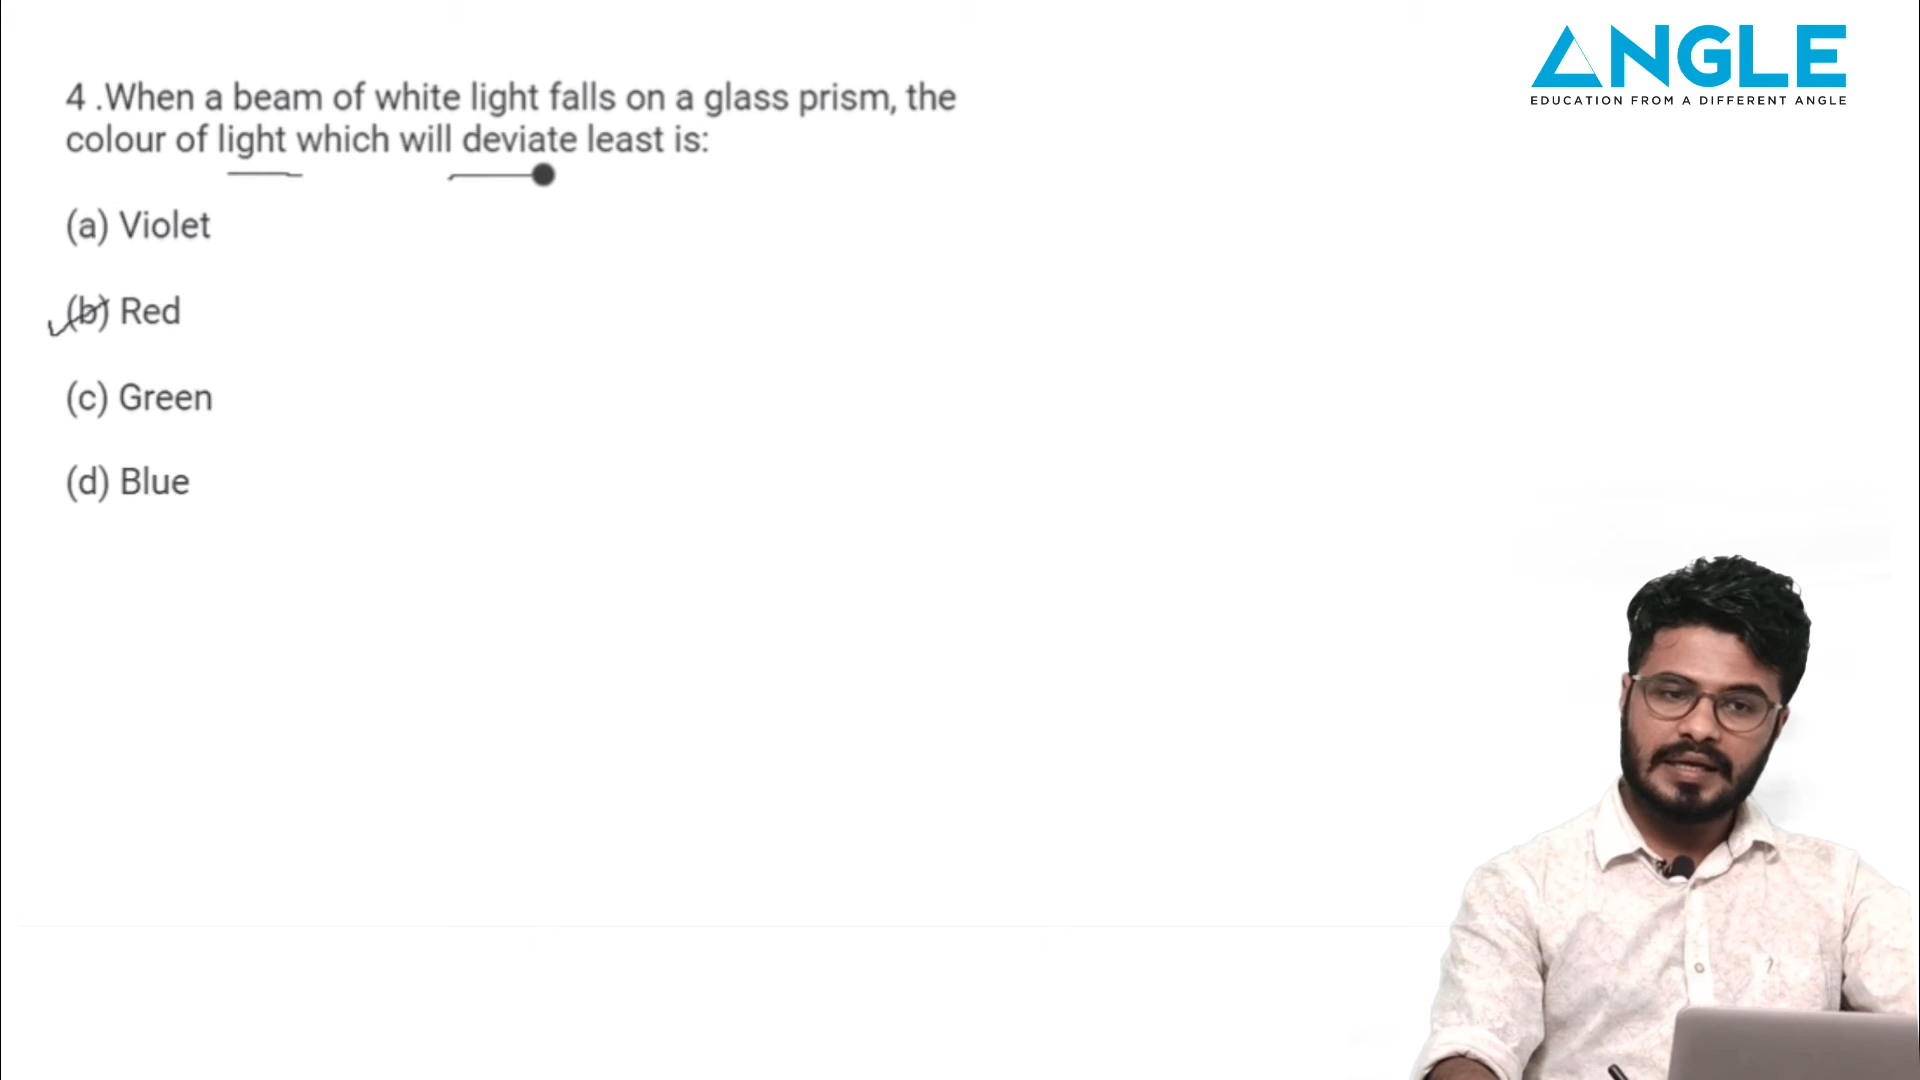 ANGLE
EDUCATION FROM A DIFFERENT ANGLE
4 .When a beam of white light falls on a glass prism, the
colour of light which will deviate least is:
(a) Violet
(b) Red
(c) Green
(d) Blue